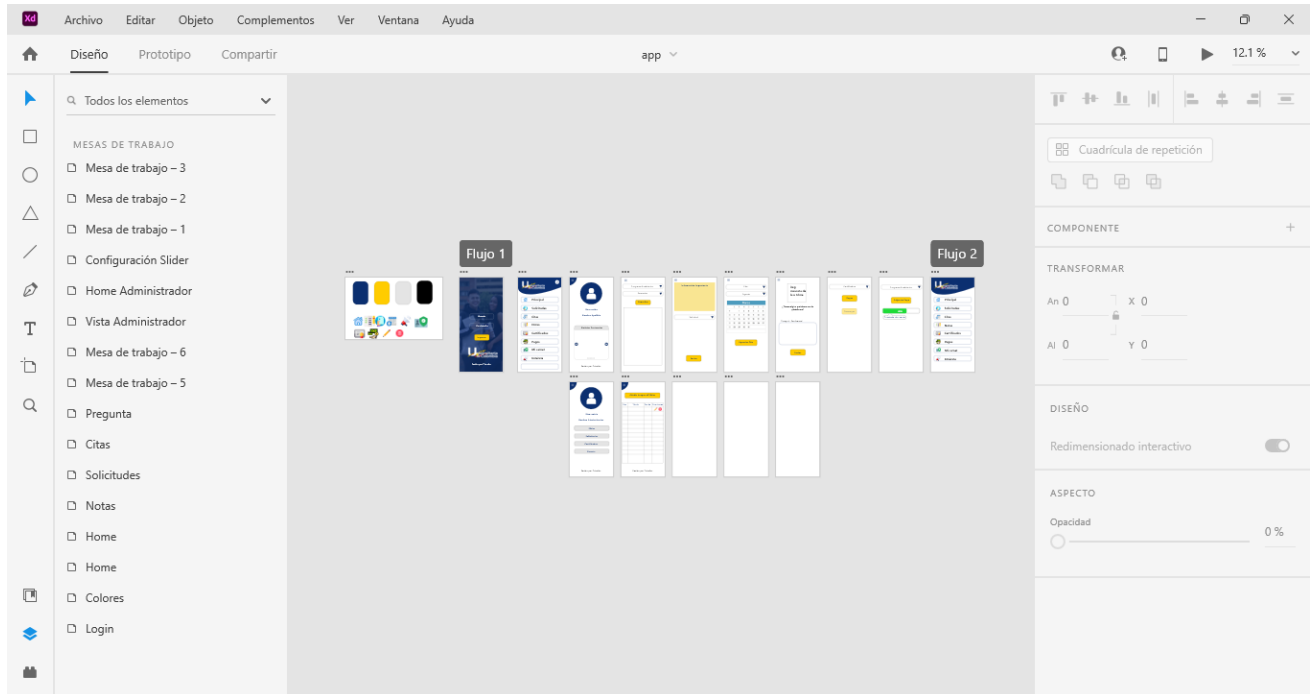 Xd Archivo Editar Objeto Complementos Ver Ventana Ayuda
Diseño Prototipo Compartir app 12.1 %
Todos los elementos
MESAS DE TRABAJO
Mesa de trabajo – 3
Mesa de trabajo – 2
Mesa de trabajo – 1
Configuración Slider
Home Administrador
Vista Administrador
Mesa de trabajo – 6
Mesa de trabajo – 5
Pregunta
Citas
Solicitudes
Notas
Home
Home
Colores
Login
Flujo 1
Flujo 2
Cuadrícula de repetición
COMPONENTE
TRANSFORMAR
An 0 X 0
Al 0 Y 0
DISEÑO
Redimensionado interactivo
ASPECTO
Opacidad
0 %